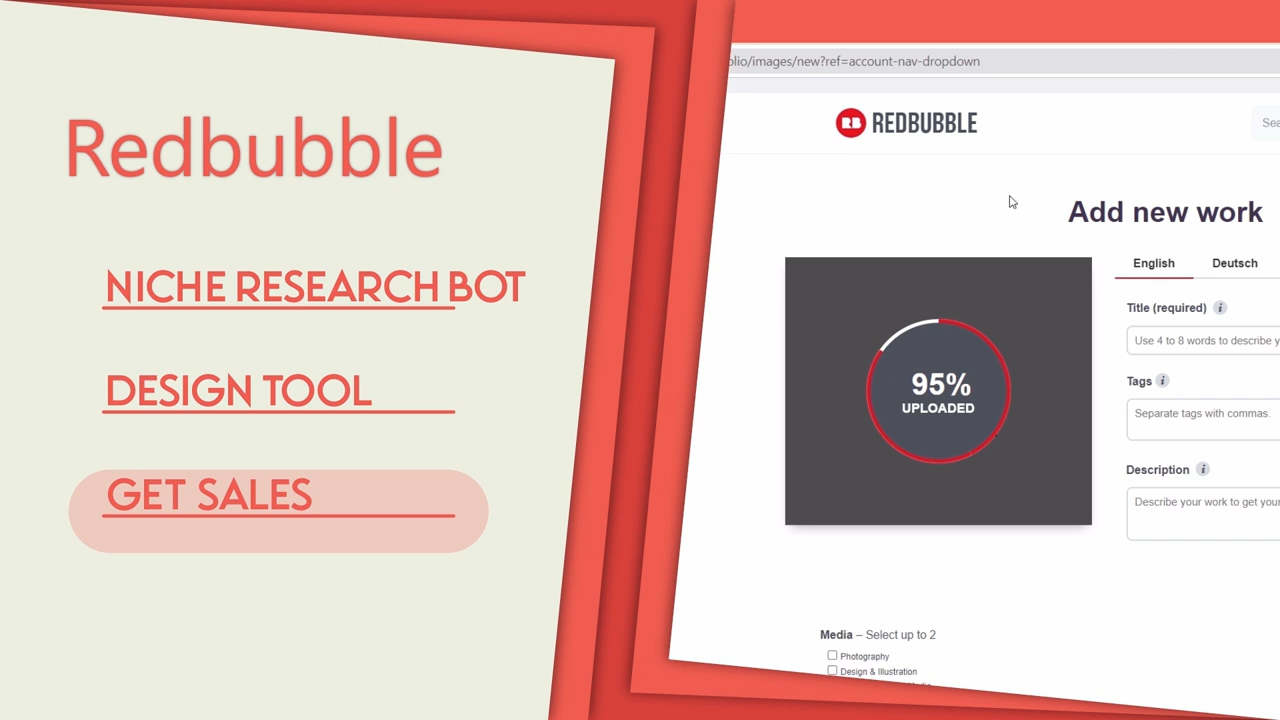 Redbubble
NICHE RESEARCH BOT
DESIGN TOOL
GET SALES
olio/images/new?ref=account-nav-dropdown
RB REDBUBBLE
Sea
Add new work
English Deutsch
Title (required) i
Use 4 to 8 words to describe y
Tags i
Separate tags with commas.
Description i
Describe your work to get your
95%
UPLOADED
Media – Select up to 2
Photography
Design & Illustration